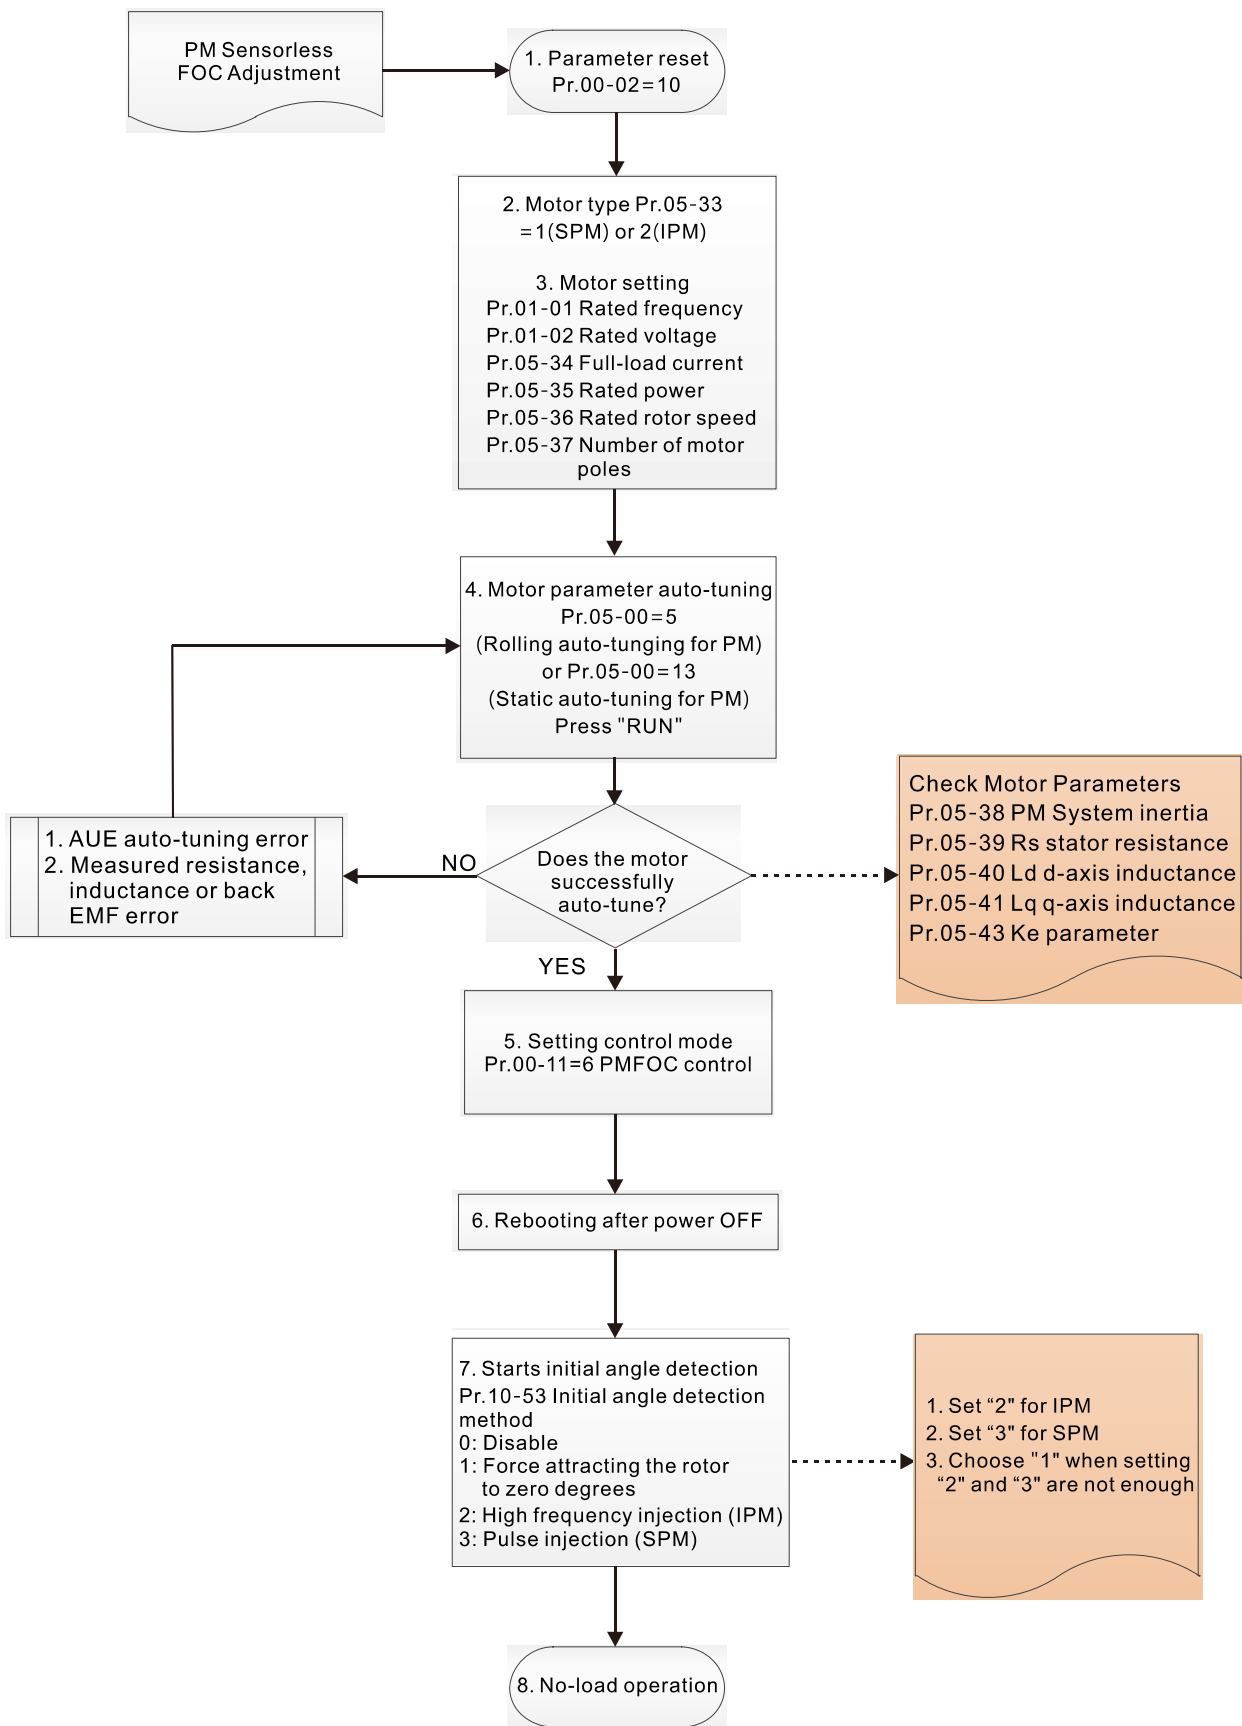 PM Sensorless
FOC Adjustment
1. Parameter reset
Pr.00-02=10
2. Motor type Pr.05-33
=1(SPM) or 2(IPM)
3. Motor setting
Pr.01-01 Rated frequency
Pr.01-02 Rated voltage
Pr.05-34 Full-load current
Pr.05-35 Rated power
Pr.05-36 Rated rotor speed
Pr.05-37 Number of motor
poles
4. Motor parameter auto-tuning
Pr.05-00=5
(Rolling auto-tunging for PM)
or Pr.05-00=13
(Static auto-tuning for PM)
Press "RUN"
Does the motor
successfully
auto-tune?
NO
1. AUE auto-tuning error
2. Measured resistance,
inductance or back
EMF error
Check Motor Parameters
Pr.05-38 PM System inertia
Pr.05-39 Rs stator resistance
Pr.05-40 Ld d-axis inductance
Pr.05-41 Lq q-axis inductance
Pr.05-43 Ke parameter
YES
5. Setting control mode
Pr.00-11=6 PMFOC control
6. Rebooting after power OFF
7. Starts initial angle detection
Pr.10-53 Initial angle detection
method
0: Disable
1: Force attracting the rotor
to zero degrees
2: High frequency injection (IPM)
3: Pulse injection (SPM)
1. Set “2" for IPM
2. Set “3" for SPM
3. Choose "1" when setting
“2" and “3" are not enough
8. No-load operation